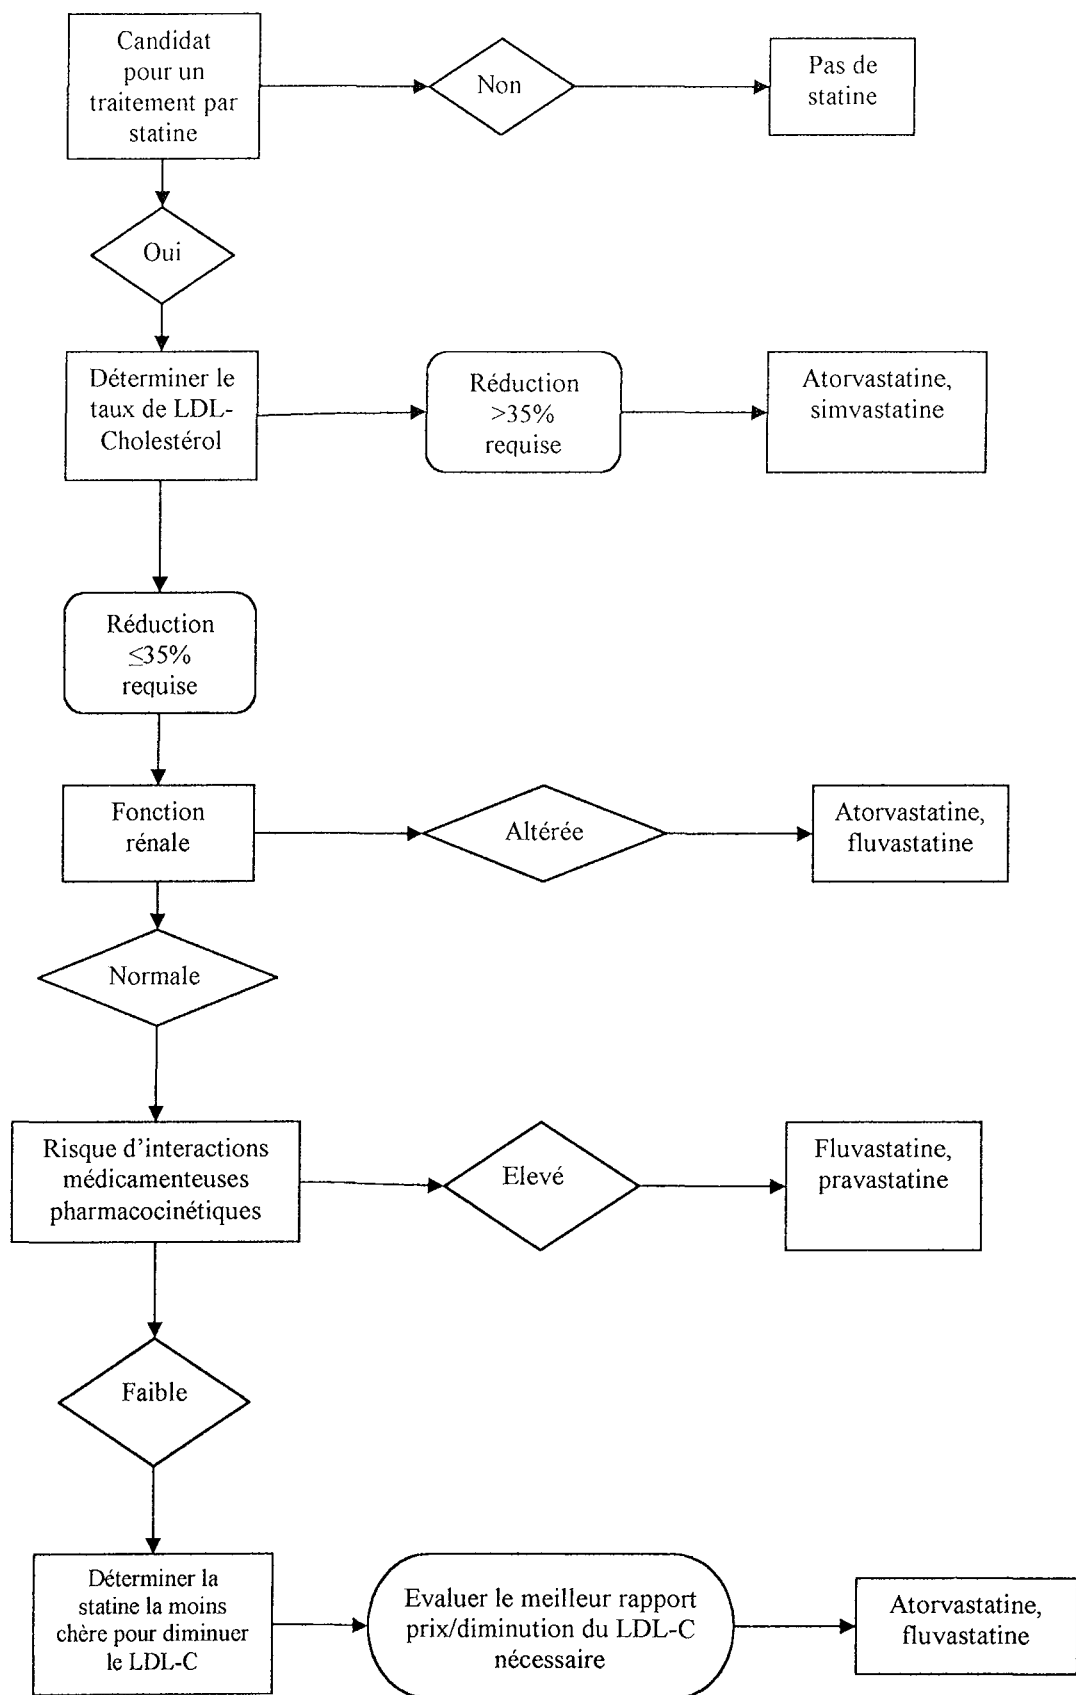 Candidat
pour un
traitement par
statine
Non
Pas de
statine
Oui
Déterminer le
taux de LDL-
Cholestérol
Réduction
>35%
requise
Atorvastatine,
simvastatine
Réduction
≤35%
requise
Fonction
rénale
Altérée
Atorvastatine,
fluvastatine
Normale
Risque d'interactions
médicamenteuses
pharmacocinétiques
Elevé
Fluvastatine,
pravastatine
Faible
Déterminer la
statine la moins
chère pour diminuer
le LDL-C
Evaluer le meilleur rapport
prix/diminution du LDL-C
nécessaire
Atorvastatine,
fluvastatine